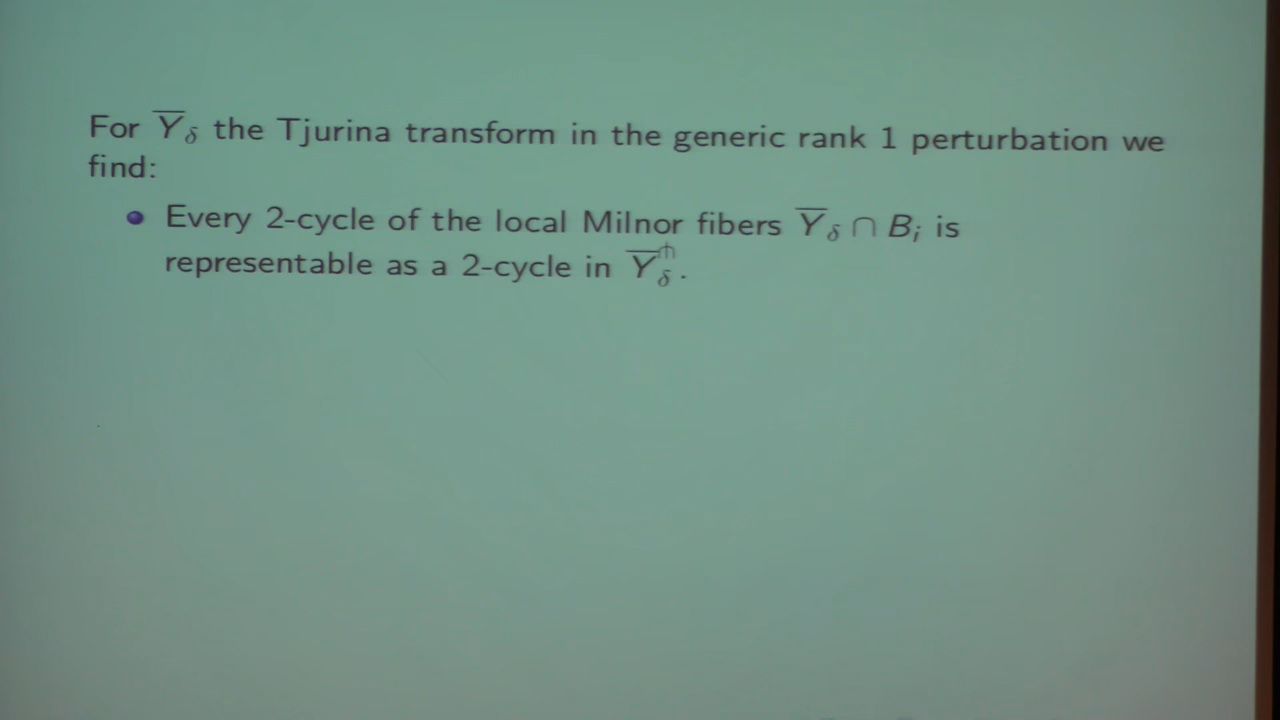 For Y̅_δ the Tjurina transform in the generic rank 1 perturbation we
find:
• Every 2-cycle of the local Milnor fibers Y̅_δ ∩ B_i is
representable as a 2-cycle in Y̅_δ^⋔.